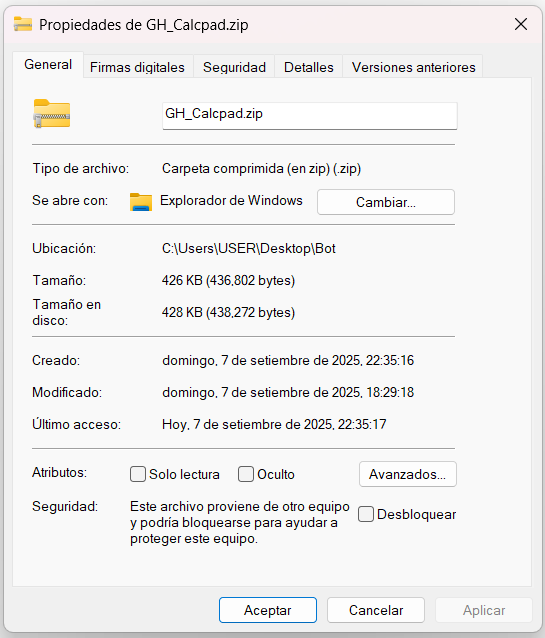 Propiedades de GH_Calcpad.zip
General
Firmas digitales
Seguridad
Detalles
Versiones anteriores
GH_Calcpad.zip
Tipo de archivo: Carpeta comprimida (en zip) (.zip)
Se abre con: Explorador de Windows Cambiar...
Ubicación: C:\Users\USER\Desktop\Bot
Tamaño: 426 KB (436,802 bytes)
Tamaño en
disco: 428 KB (438,272 bytes)
Creado: domingo, 7 de setiembre de 2025, 22:35:16
Modificado: domingo, 7 de setiembre de 2025, 18:29:18
Último acceso: Hoy, 7 de setiembre de 2025, 22:35:17
Atributos: Solo lectura Oculto Avanzados...
Seguridad: Este archivo proviene de otro equipo
y podría bloquearse para ayudar a
proteger este equipo.
Desbloquear
Aceptar Cancelar Aplicar